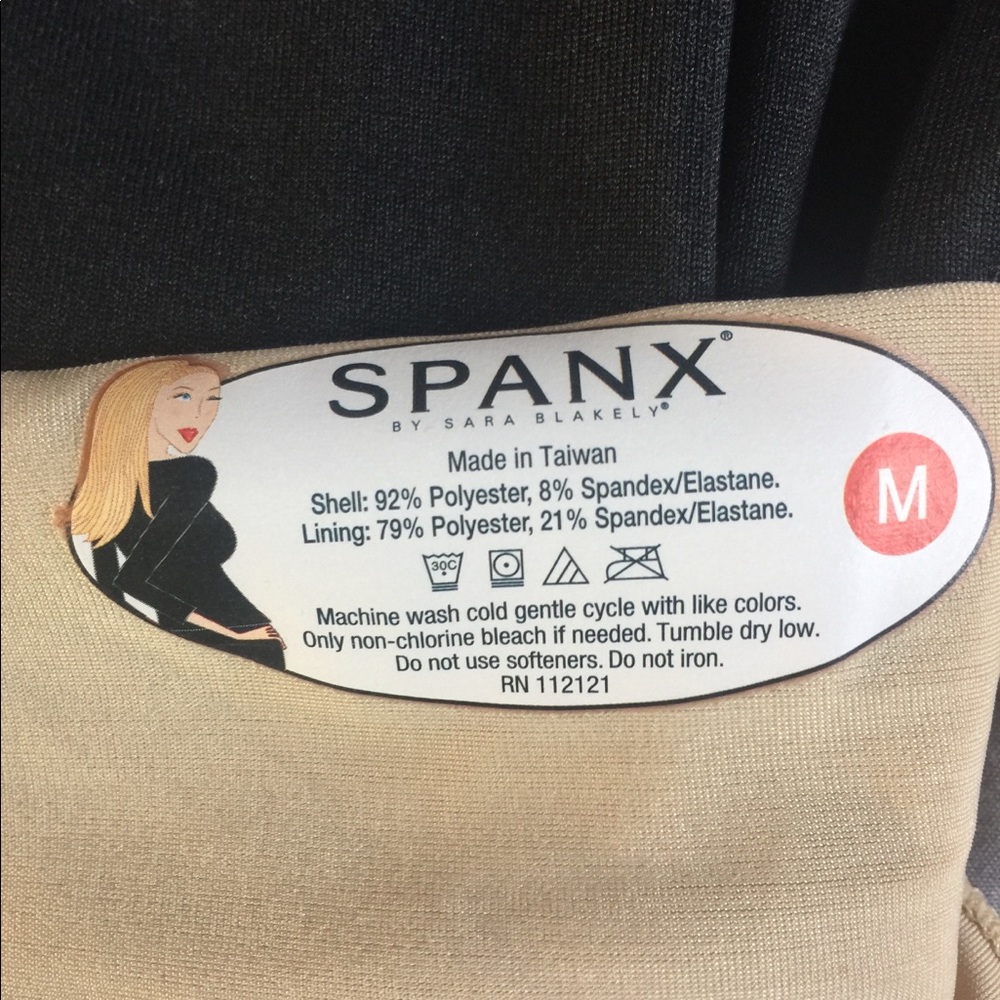 SPANX®
BY SARA BLAKELY®
Made in Taiwan
Shell: 92% Polyester, 8% Spandex/Elastane.
Lining: 79% Polyester, 21% Spandex/Elastane.
M
30C
Machine wash cold gentle cycle with like colors.
Only non-chlorine bleach if needed. Tumble dry low.
Do not use softeners. Do not iron.
RN 112121